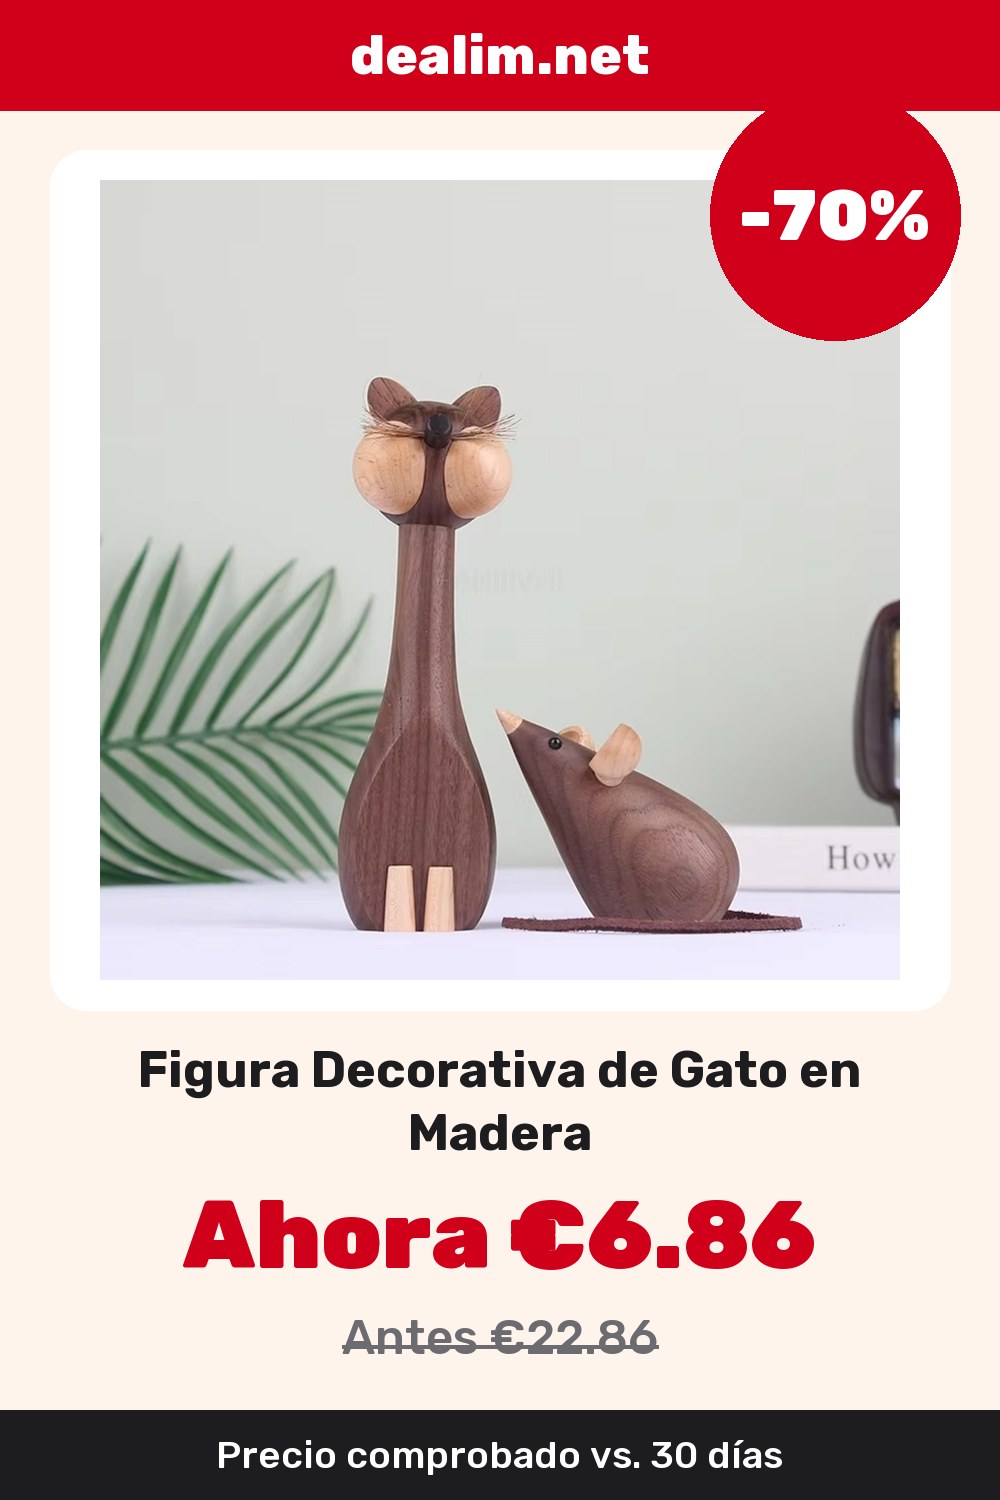 dealim.net
-70%
How
Figura Decorativa de Gato en
Madera
Ahora €6.86
Antes €22.86
Precio comprobado vs. 30 días